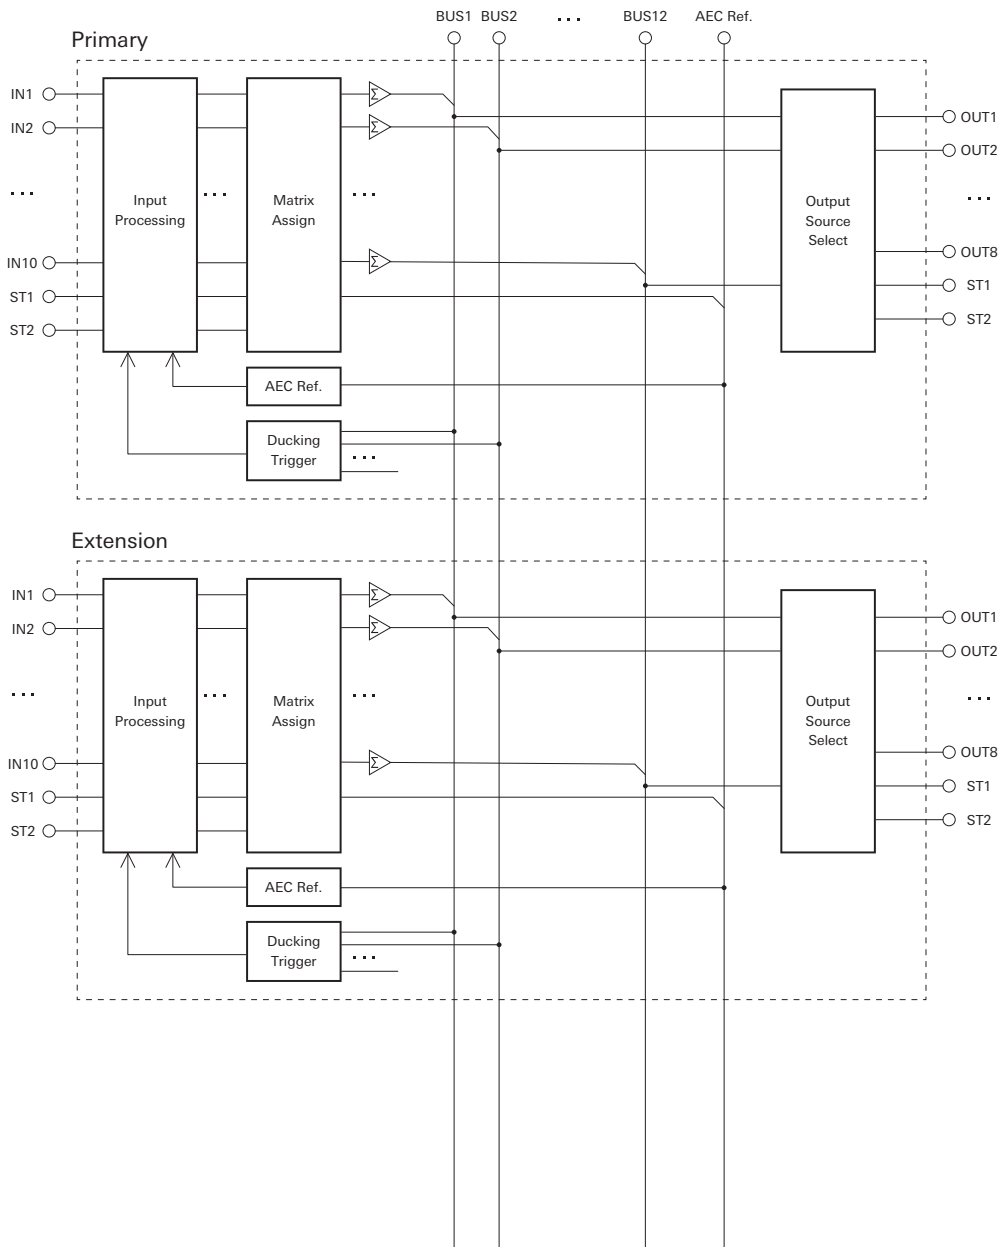 BUS1 BUS2 ... BUS12 AEC Ref.
Primary
IN1
IN2
...
IN10
ST1
ST2
Input
Processing
...
Matrix
Assign
Σ
Σ
...
Σ
Output
Source
Select
OUT1
OUT2
...
OUT8
ST1
ST2
AEC Ref.
Ducking
Trigger
...
Extension
IN1
IN2
...
IN10
ST1
ST2
Input
Processing
...
Matrix
Assign
Σ
Σ
...
Σ
Output
Source
Select
OUT1
OUT2
...
OUT8
ST1
ST2
AEC Ref.
Ducking
Trigger
...